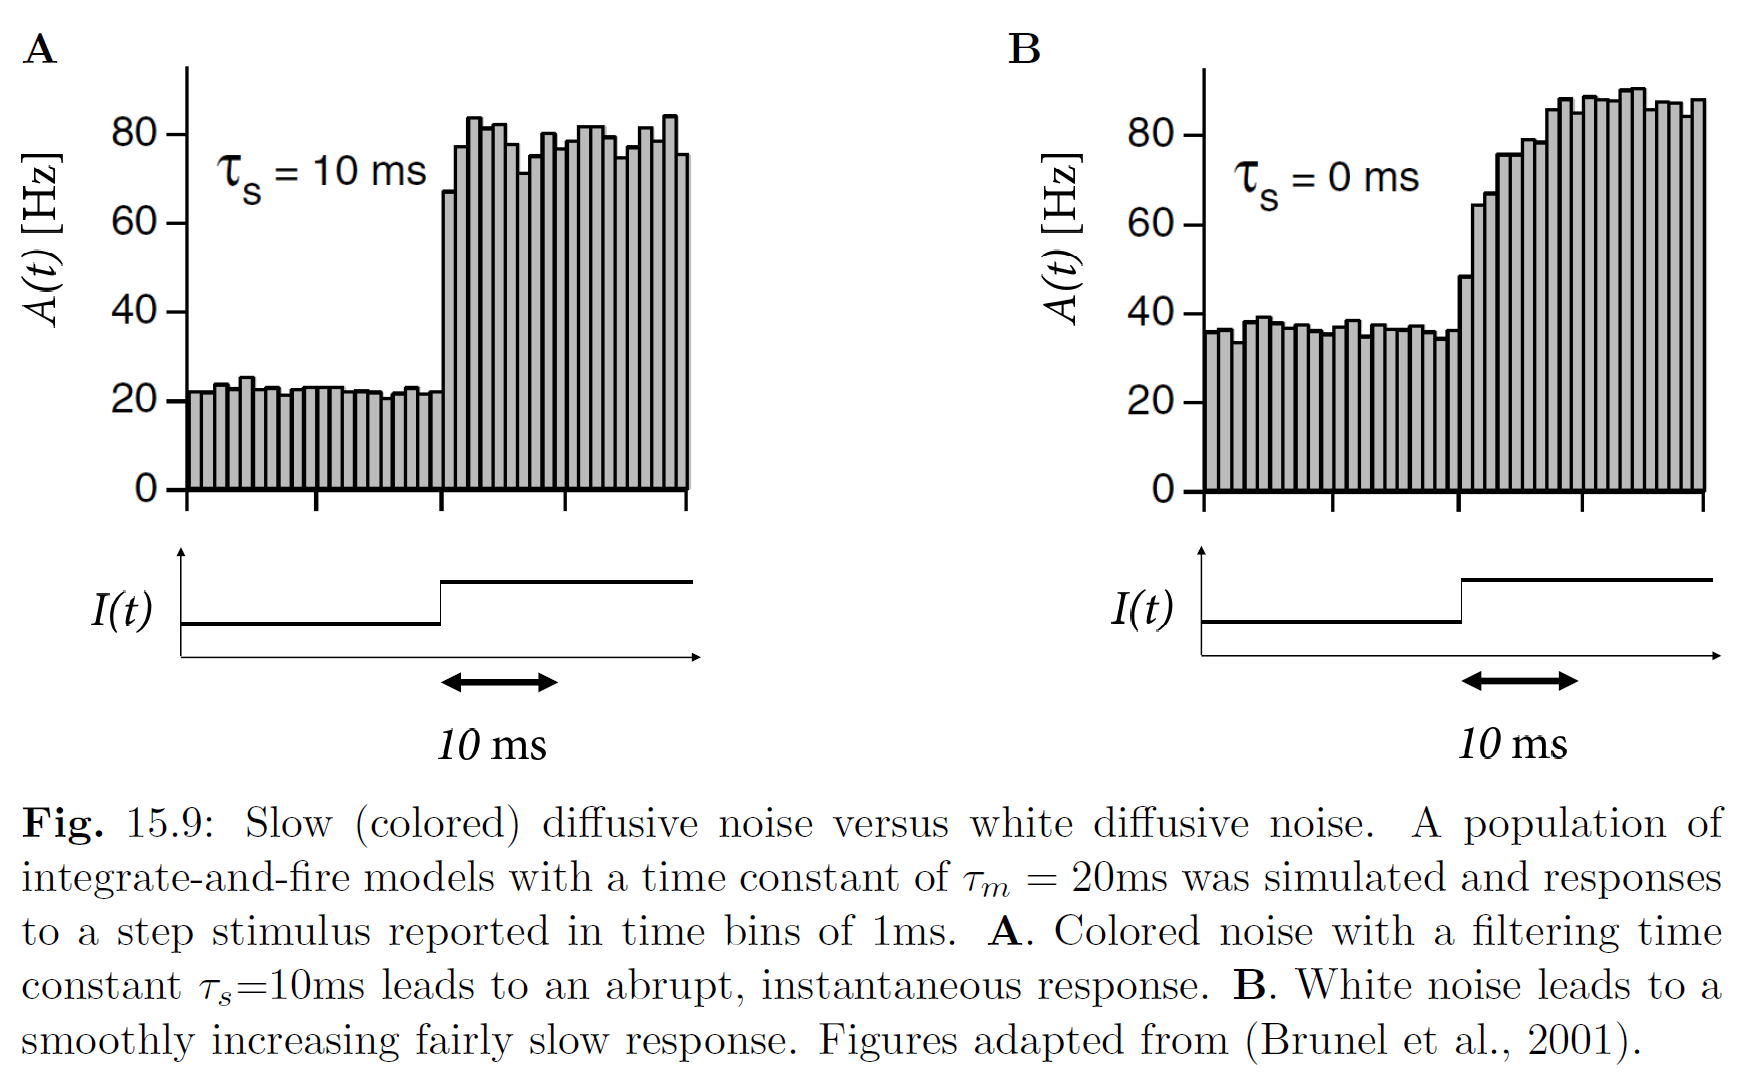 A
B
A(t) [Hz]
80
60
40
20
0
τs = 10 ms
I(t)
10 ms
A(t) [Hz]
80
60
40
20
0
τs = 0 ms
I(t)
10 ms
Fig. 15.9: Slow (colored) diffusive noise versus white diffusive noise. A population of
integrate-and-fire models with a time constant of τm = 20ms was simulated and responses
to a step stimulus reported in time bins of 1ms. A. Colored noise with a filtering time
constant τs=10ms leads to an abrupt, instantaneous response. B. White noise leads to a
smoothly increasing fairly slow response. Figures adapted from (Brunel et al., 2001).